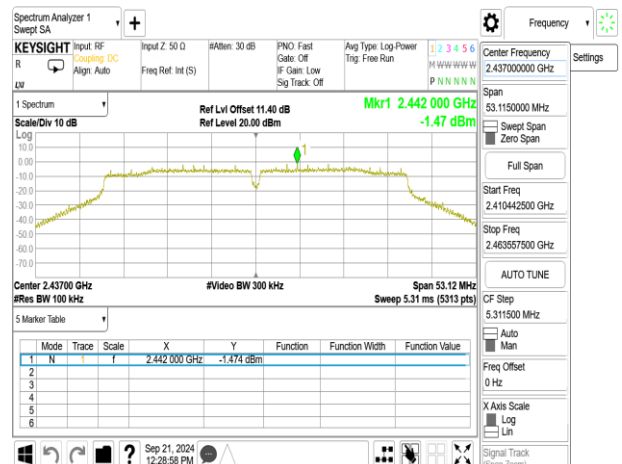 Spectrum Analyzer 1
Swept SA
Frequency
KEYSIGHT
R
Input: RF
Coupling: DC
Align: Auto
Input Z: 50 Ω
Freq Ref: Int (S)
#Atten: 30 dB
PNO: Fast
Gate: Off
IF Gain: Low
Sig Track: Off
Avg Type: Log-Power
Trig: Free Run
1 2 3 4 5 6
M W W W W W
P N N N N N
Center Frequency
2.437000000 GHz
Settings
Span
53.1150000 MHz
Swept Span
Zero Span
Full Span
Start Freq
2.410442500 GHz
Stop Freq
2.463557500 GHz
AUTO TUNE
CF Step
5.311500 MHz
Auto
Man
Freq Offset
0 Hz
X Axis Scale
Log
Lin
Signal Track
1 Spectrum
Scale/Div 10 dB
Ref Lvl Offset 11.40 dB
Ref Level 20.00 dBm
Mkr1 2.442 000 GHz
-1.47 dBm
Log
10.0
0.00
-10.0
-20.0
-30.0
-40.0
-50.0
-60.0
-70.0
1
Center 2.43700 GHz
#Res BW 100 kHz
#Video BW 300 kHz
Span 53.12 MHz
Sweep 5.31 ms (5313 pts)
5 Marker Table
Mode Trace Scale X Y Function Function Width Function Value
1 N 1 f 2.442 000 GHz -1.474 dBm
2
3
4
5
6
?
Sep 21, 2024
12:28:58 PM